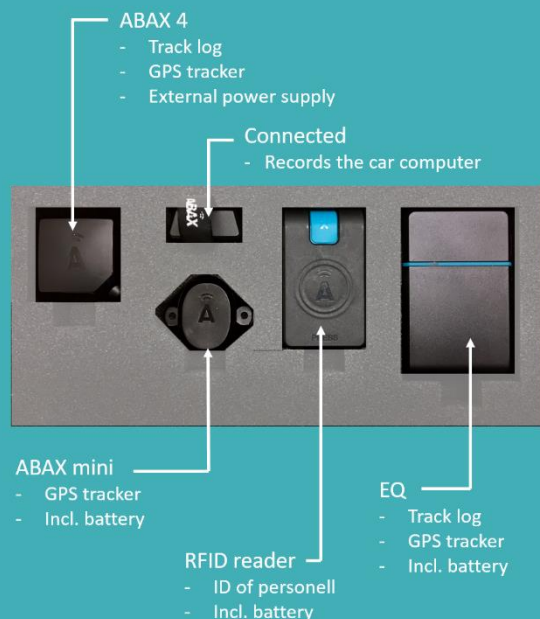 ABAX 4
- Track log
- GPS tracker
- External power supply
Connected
- Records the car computer
ABAX
ABAX mini
- GPS tracker
- Incl. battery
RFID reader
- ID of personell
- Incl. battery
EQ
- Track log
- GPS tracker
- Incl. battery